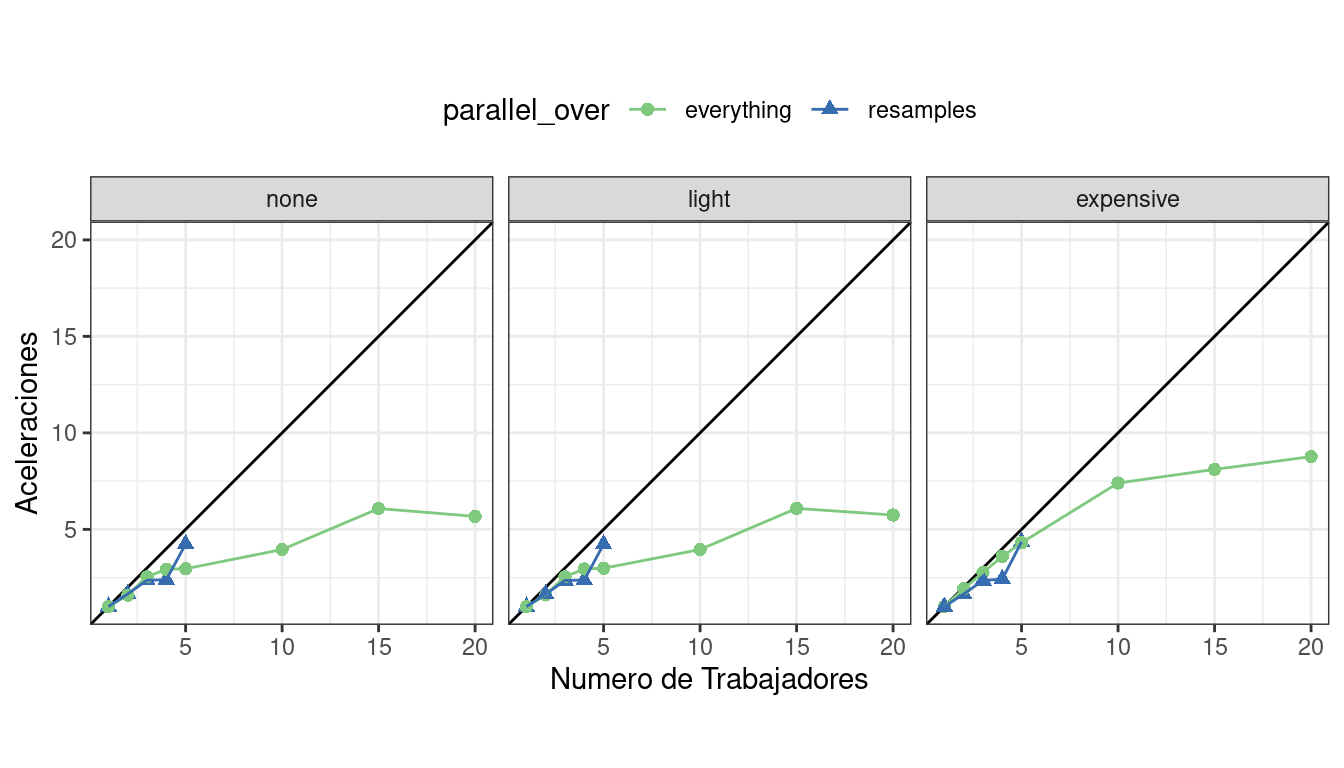 parallel_over everything resamples
none light expensive
20
15
10
5
Aceleraciones
5 10 15 20 5 10 15 20 5 10 15 20
Numero de Trabajadores